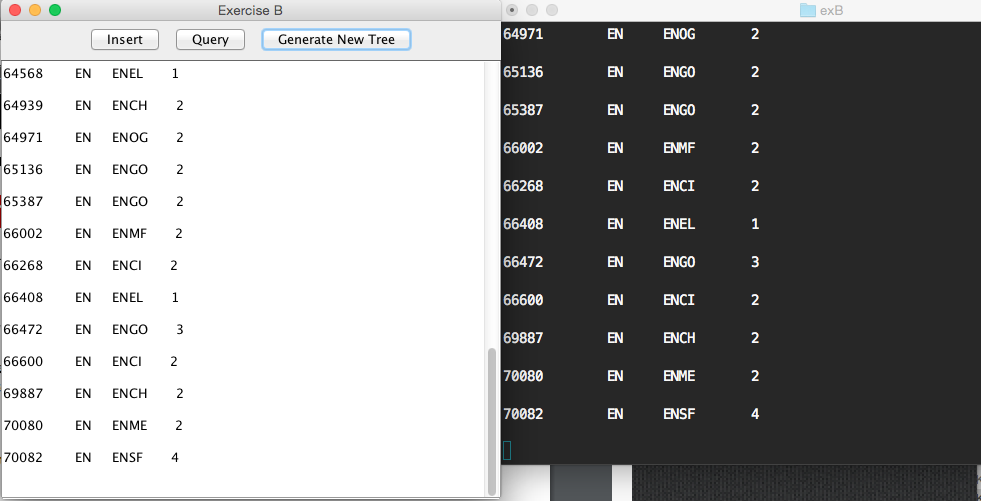 Exercise B
Insert Query Generate New Tree
64568 EN ENEL 1
64939 EN ENCH 2
64971 EN ENOG 2
65136 EN ENGO 2
65387 EN ENGO 2
66002 EN ENMF 2
66268 EN ENCI 2
66408 EN ENEL 1
66472 EN ENGO 3
66600 EN ENCI 2
69887 EN ENCH 2
70080 EN ENME 2
70082 EN ENSF 4
exB
64971 EN ENOG 2
65136 EN ENGO 2
65387 EN ENGO 2
66002 EN ENMF 2
66268 EN ENCI 2
66408 EN ENEL 1
66472 EN ENGO 3
66600 EN ENCI 2
69887 EN ENCH 2
70080 EN ENME 2
70082 EN ENSF 4